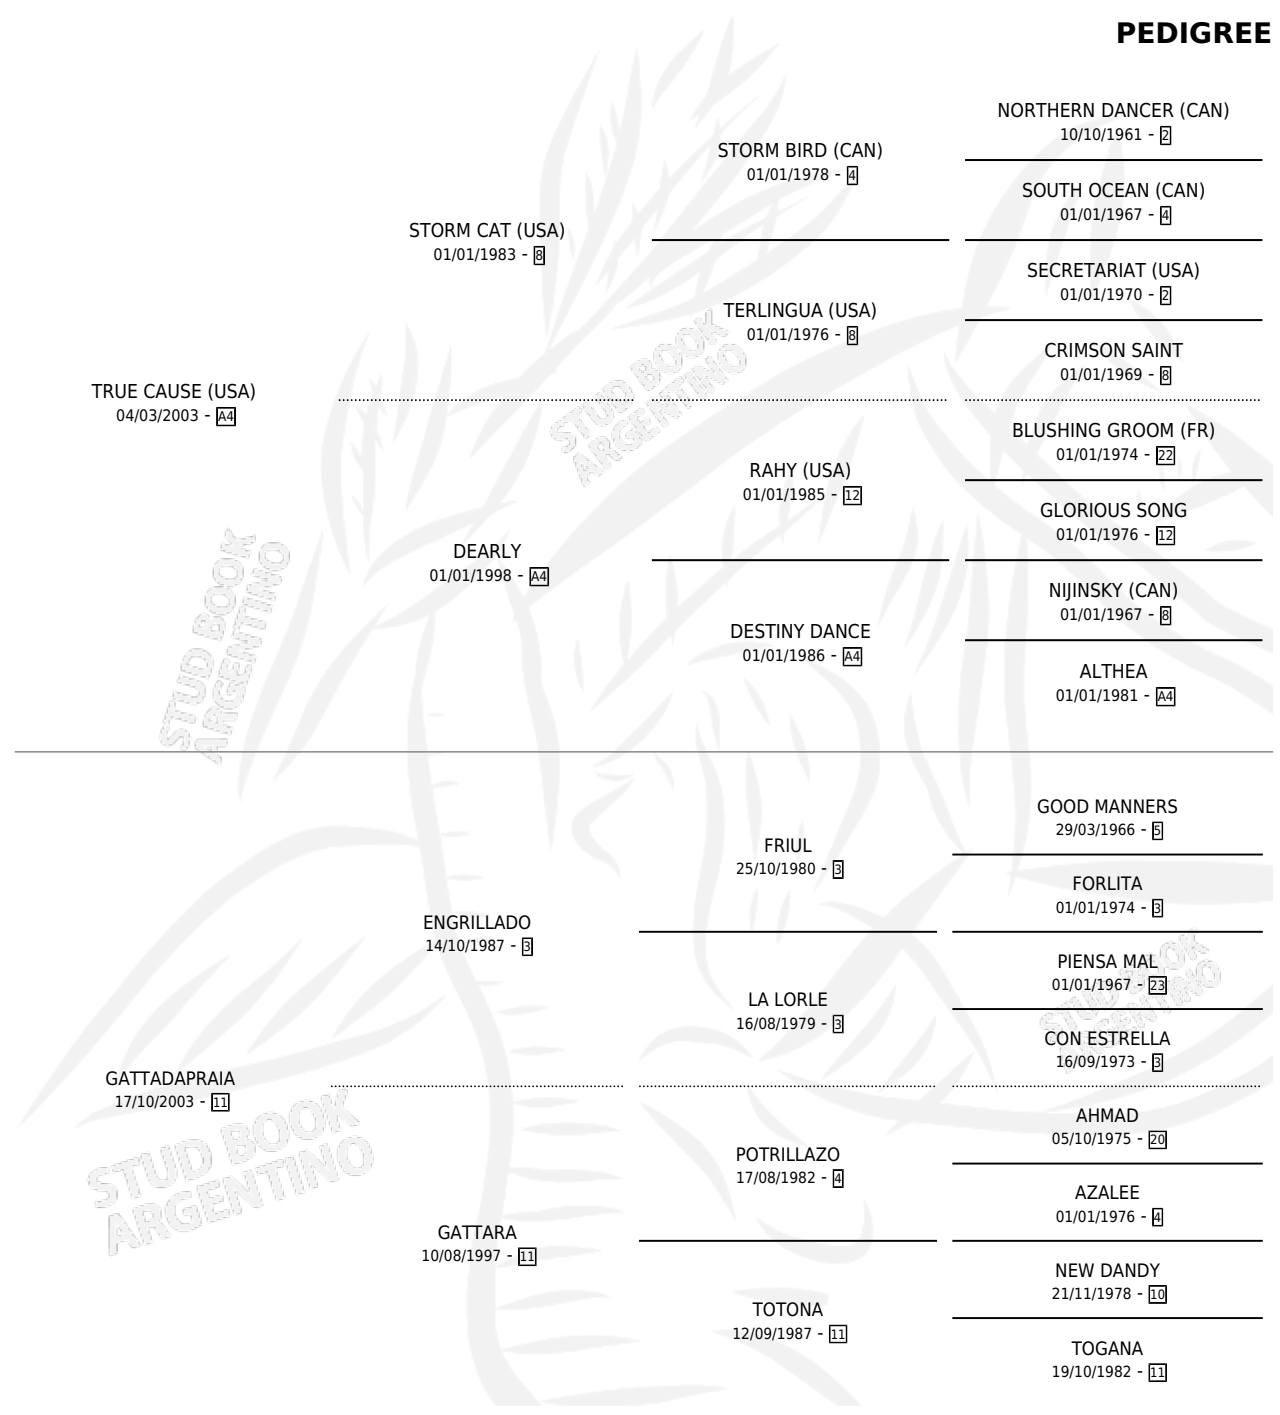 PEDIGREE
NORTHERN DANCER (CAN)
10/10/1961 - 2
STORM BIRD (CAN)
01/01/1978 - 4
SOUTH OCEAN (CAN)
01/01/1967 - 4
STORM CAT (USA)
01/01/1983 - 8
SECRETARIAT (USA)
01/01/1970 - 2
TERLINGUA (USA)
01/01/1976 - 8
CRIMSON SAINT
01/01/1969 - 8
TRUE CAUSE (USA)
04/03/2003 - A4
BLUSHING GROOM (FR)
01/01/1974 - 22
RAHY (USA)
01/01/1985 - 12
GLORIOUS SONG
01/01/1976 - 12
DEARLY
01/01/1998 - A4
NIJINSKY (CAN)
01/01/1967 - 8
DESTINY DANCE
01/01/1986 - A4
ALTHEA
01/01/1981 - A4
STUD BOOK
ARGENTINO
STUD BOOK
ARGENTINO
GOOD MANNERS
29/03/1966 - 5
FRIUL
25/10/1980 - 3
FORLITA
01/01/1974 - 3
ENGRILLADO
14/10/1987 - 3
PIENSA MAL
01/01/1967 - 23
LA LORLE
16/08/1979 - 3
CON ESTRELLA
16/09/1973 - 3
GATTADAPRAIA
17/10/2003 - 11
AHMAD
05/10/1975 - 20
POTRILLAZO
17/08/1982 - 4
AZALEE
01/01/1976 - 4
GATTARA
10/08/1997 - 11
NEW DANDY
21/11/1978 - 10
TOTONA
12/09/1987 - 11
TOGANA
19/10/1982 - 11
STUD BOOK
ARGENTINO
STUD BOOK
ARGENTINO